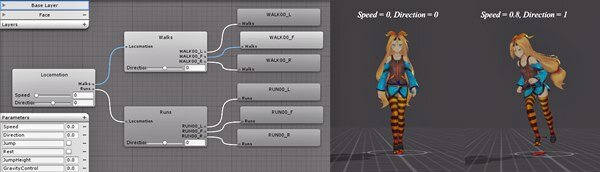 Base Layer
Face
Layers
Locomotion
Walks
Runs
Speed 0
Direction 0
Parameters
Speed 0.0
Direction 0.0
Jump
Rest
JumpHeight 0.0
GravityControl 0.0
Walks
Locomotion
WALK00_L
WALK00_F
WALK00_R
Direction 0
Runs
Locomotion
RUN00_L
RUN00_F
RUN00_R
Direction 0
WALK00_L
Walks
WALK00_F
Walks
WALK00_R
Walks
RUN00_L
Runs
RUN00_F
Runs
RUN00_R
Runs
Speed = 0, Direction = 0
Speed = 0.8, Direction = 1